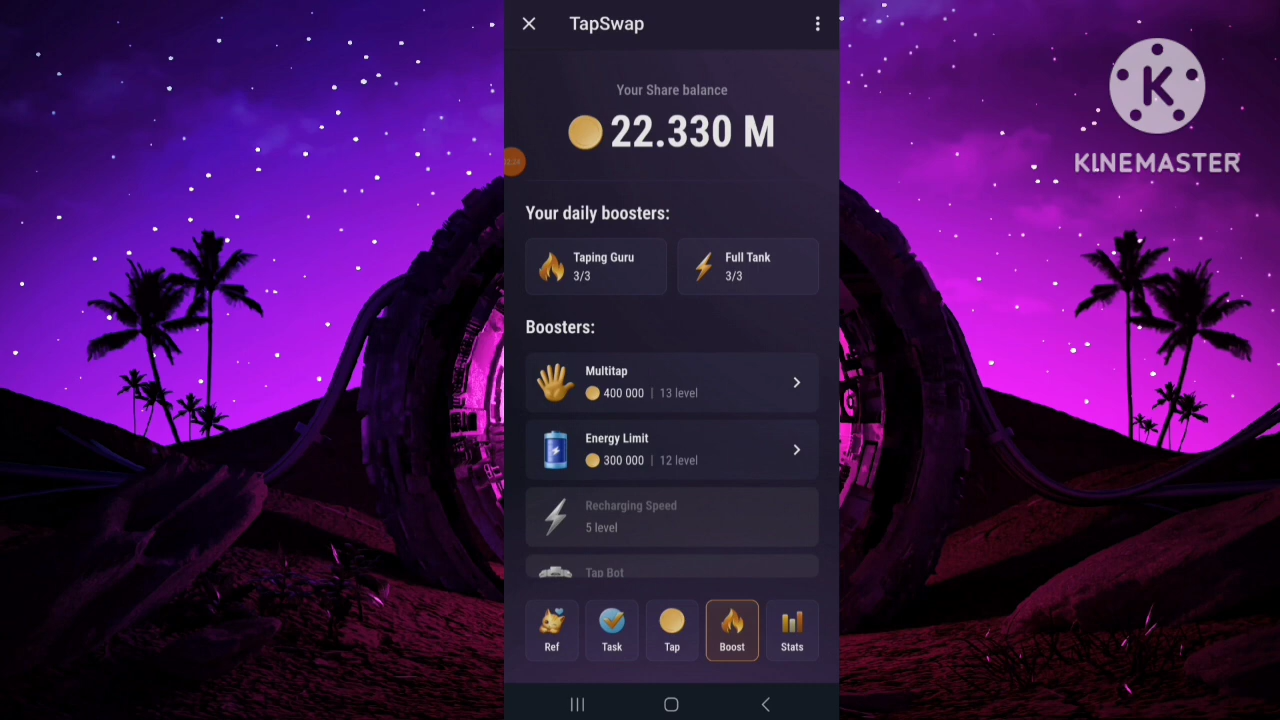 TapSwap
Your Share balance
22.330 M
KINEMASTER
Your daily boosters:
Taping Guru
3/3
Full Tank
3/3
Boosters:
Multitap
400 000 | 13 level
Energy Limit
300 000 | 12 level
Recharging Speed
5 level
Tap Bot
Ref
Task
Tap
Boost
Stats